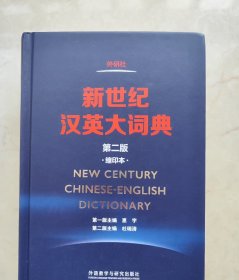 外研社
新世纪
汉英大词典
第二版
·缩印本·
NEW CENTURY
CHINESE-ENGLISH
DICTIONARY
第一版主编 惠 宇
第二版主编 杜瑞清
外语教学与研究出版社